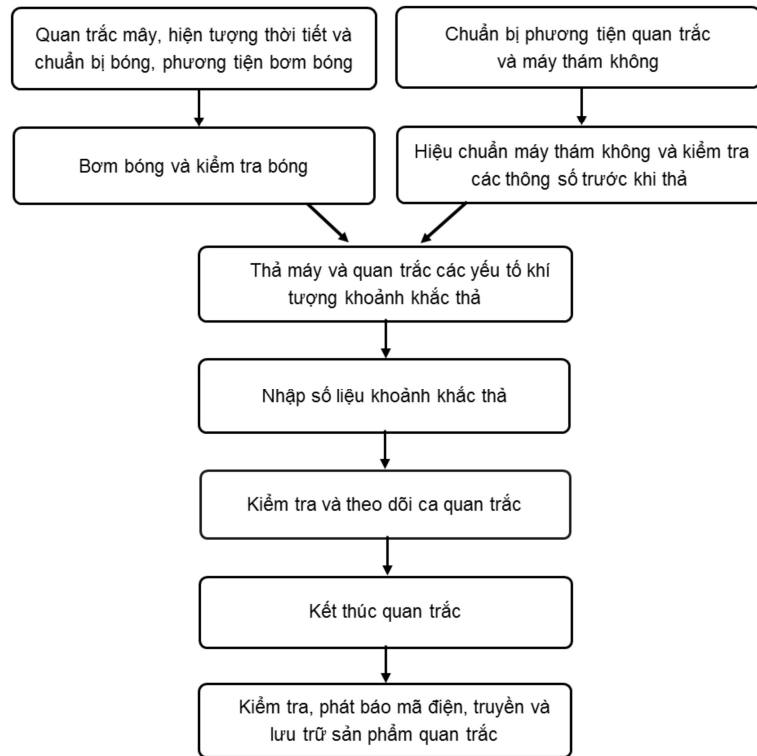 Quan trắc mây, hiện tượng thời tiết và
chuẩn bị bóng, phương tiện bơm bóng
Chuẩn bị phương tiện quan trắc
và máy thám không
Bơm bóng và kiểm tra bóng
Hiệu chuẩn máy thám không và kiểm tra
các thông số trước khi thả
Thả máy và quan trắc các yếu tố khí
tượng khoảnh khắc thả
Nhập số liệu khoảnh khắc thả
Kiểm tra và theo dõi ca quan trắc
Kết thúc quan trắc
Kiểm tra, phát báo mã điện, truyền và
lưu trữ sản phẩm quan trắc